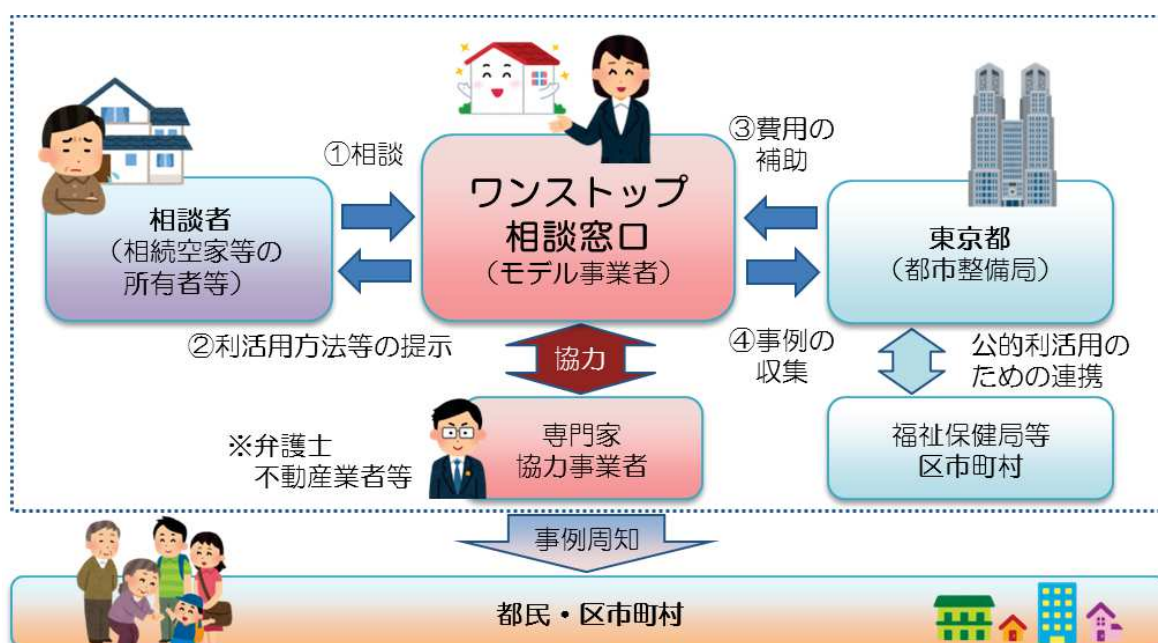 ①相談
③費用の
補助
相談者
（相続空家等の
所有者等）
ワンストップ
相談窓口
（モデル事業者）
東京都
（都市整備局）
②利活用方法等の提示
協力
④事例の
収集
公的利活用の
ための連携
※弁護士
不動産業者等
専門家
協力事業者
福祉保健局等
区市町村
事例周知
都民・区市町村